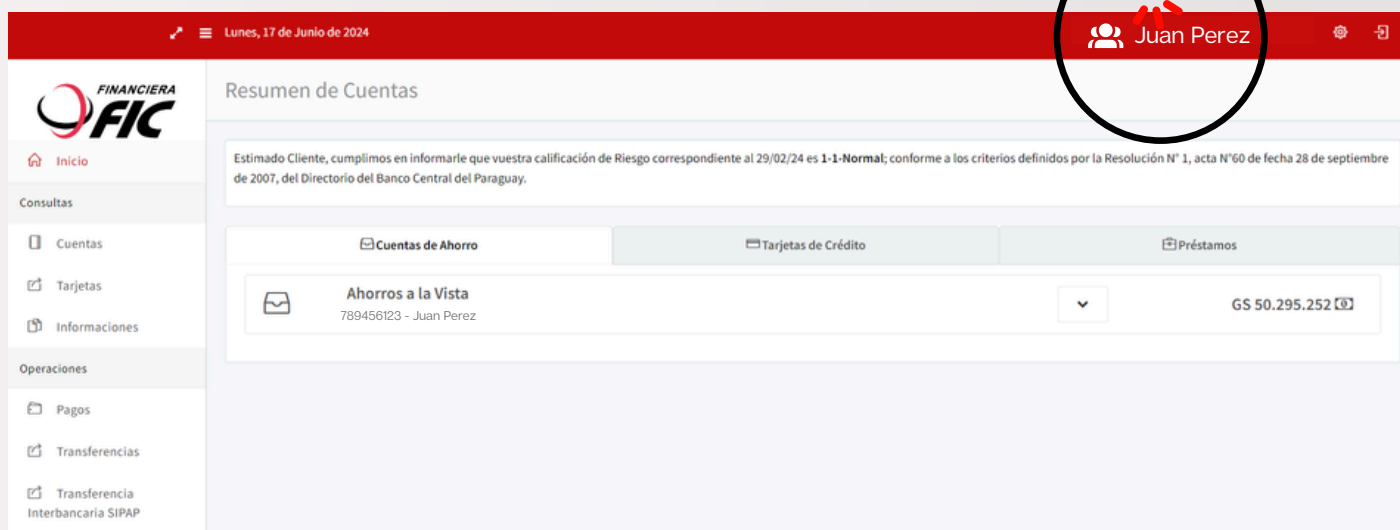 Lunes, 17 de Junio de 2024
Juan Perez
FINANCIERA
FIC
Resumen de Cuentas
Inicio
Estimado Cliente, cumplimos en informarle que vuestra calificación de Riesgo correspondiente al 29/02/24 es 1-1-Normal; conforme a los criterios definidos por la Resolución N° 1, acta N°60 de fecha 28 de septiembre
de 2007, del Directorio del Banco Central del Paraguay.
Consultas
Cuentas
Tarjetas
Informaciones
Cuentas de Ahorro
Tarjetas de Crédito
Préstamos
Ahorros a la Vista
789456123 - Juan Perez
GS 50.295.252
Operaciones
Pagos
Transferencias
Transferencia
Interbancaria SIPAP